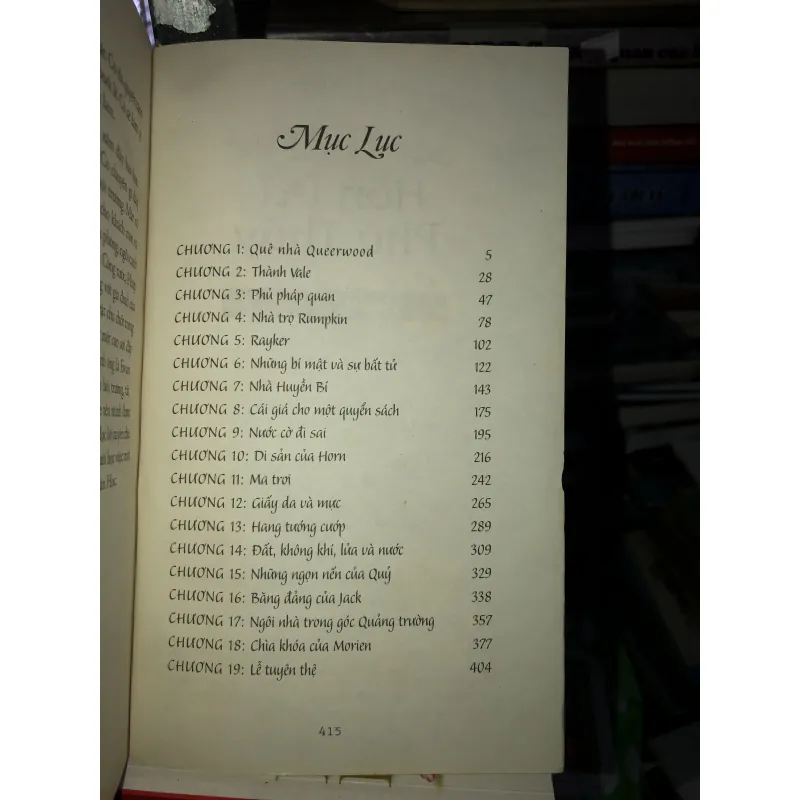 Mục Lục
CHƯƠNG 1: Quê nhà Queerwood 5
CHƯƠNG 2: Thành Vale 28
CHƯƠNG 3: Phủ pháp quan 47
CHƯƠNG 4: Nhà trọ Rumpkin 78
CHƯƠNG 5: Rayker 102
CHƯƠNG 6: Những bí mật và sự bất tử 122
CHƯƠNG 7: Nhà Huyền Bí 143
CHƯƠNG 8: Cái giá cho một quyển sách 175
CHƯƠNG 9: Nước cờ đi sai 195
CHƯƠNG 10: Di sản của Horn 216
CHƯƠNG 11: Ma trơi 242
CHƯƠNG 12: Giấy da và mực 265
CHƯƠNG 13: Hang tướng cướp 289
CHƯƠNG 14: Đất, không khí, lửa và nước 309
CHƯƠNG 15: Những ngọn nến của Quỷ 329
CHƯƠNG 16: Băng đảng của Jack 338
CHƯƠNG 17: Ngôi nhà trong góc Quảng trường 357
CHƯƠNG 18: Chìa khóa của Morien 377
CHƯƠNG 19: Lễ tuyên thệ 404
415